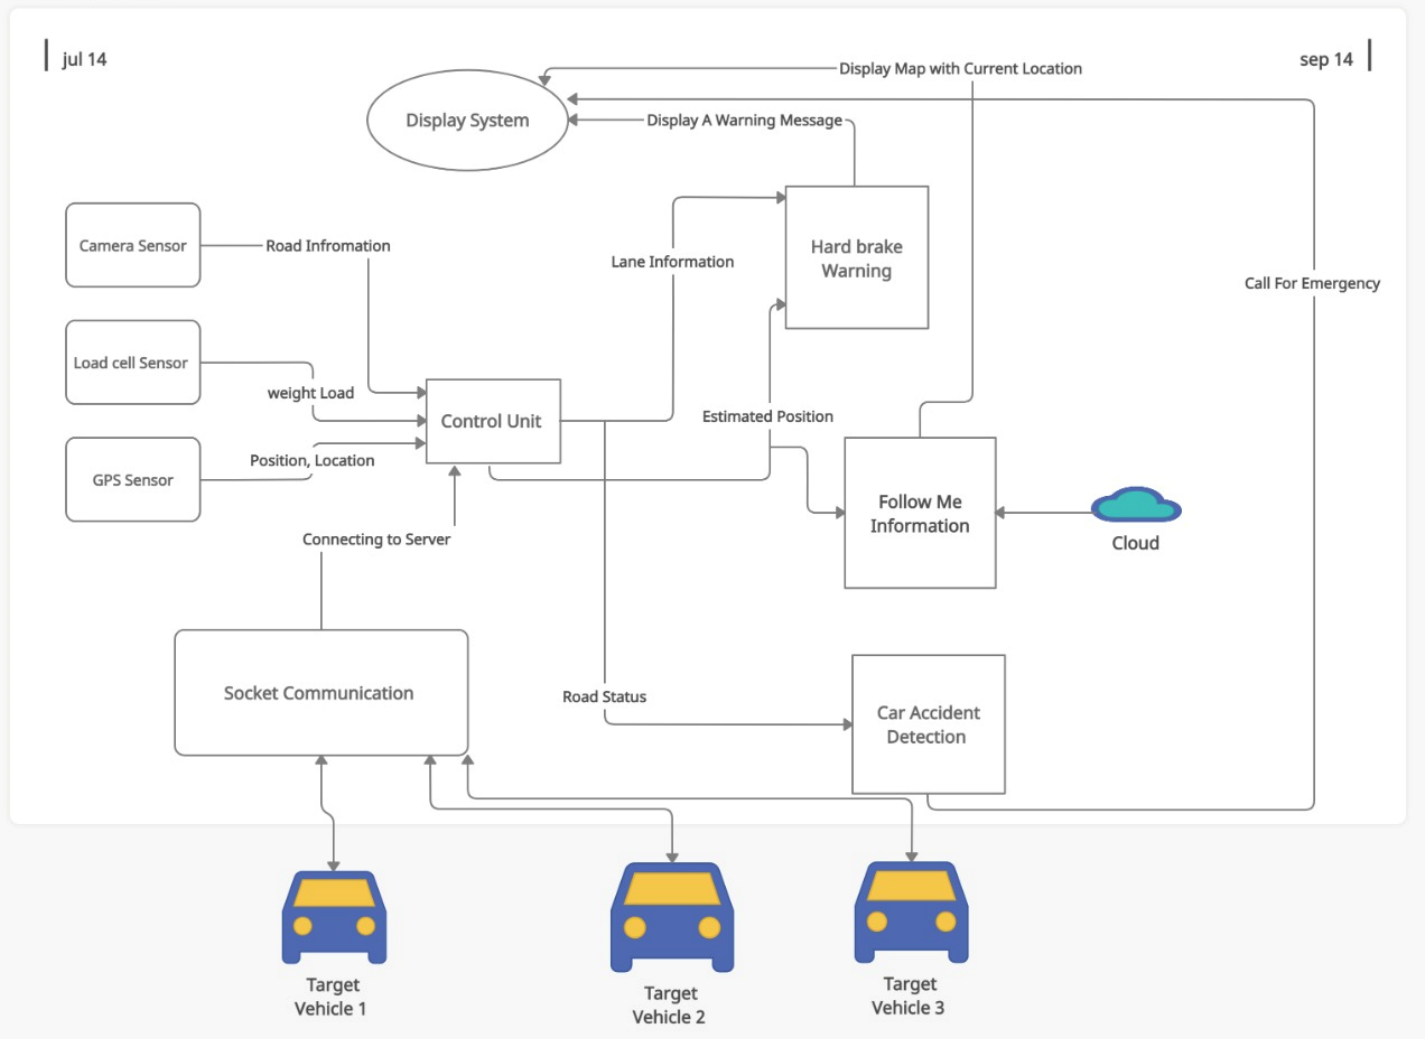 jul 14
sep 14
Display Map with Current Location
Display System
Display A Warning Message
Camera Sensor
Road Infromation
Hard brake
Warning
Lane Information
Call For Emergency
Load cell Sensor
weight Load
Control Unit
Estimated Position
Position, Location
GPS Sensor
Follow Me
Information
Connecting to Server
Cloud
Socket Communication
Road Status
Car Accident
Detection
Target
Vehicle 1
Target
Vehicle 2
Target
Vehicle 3